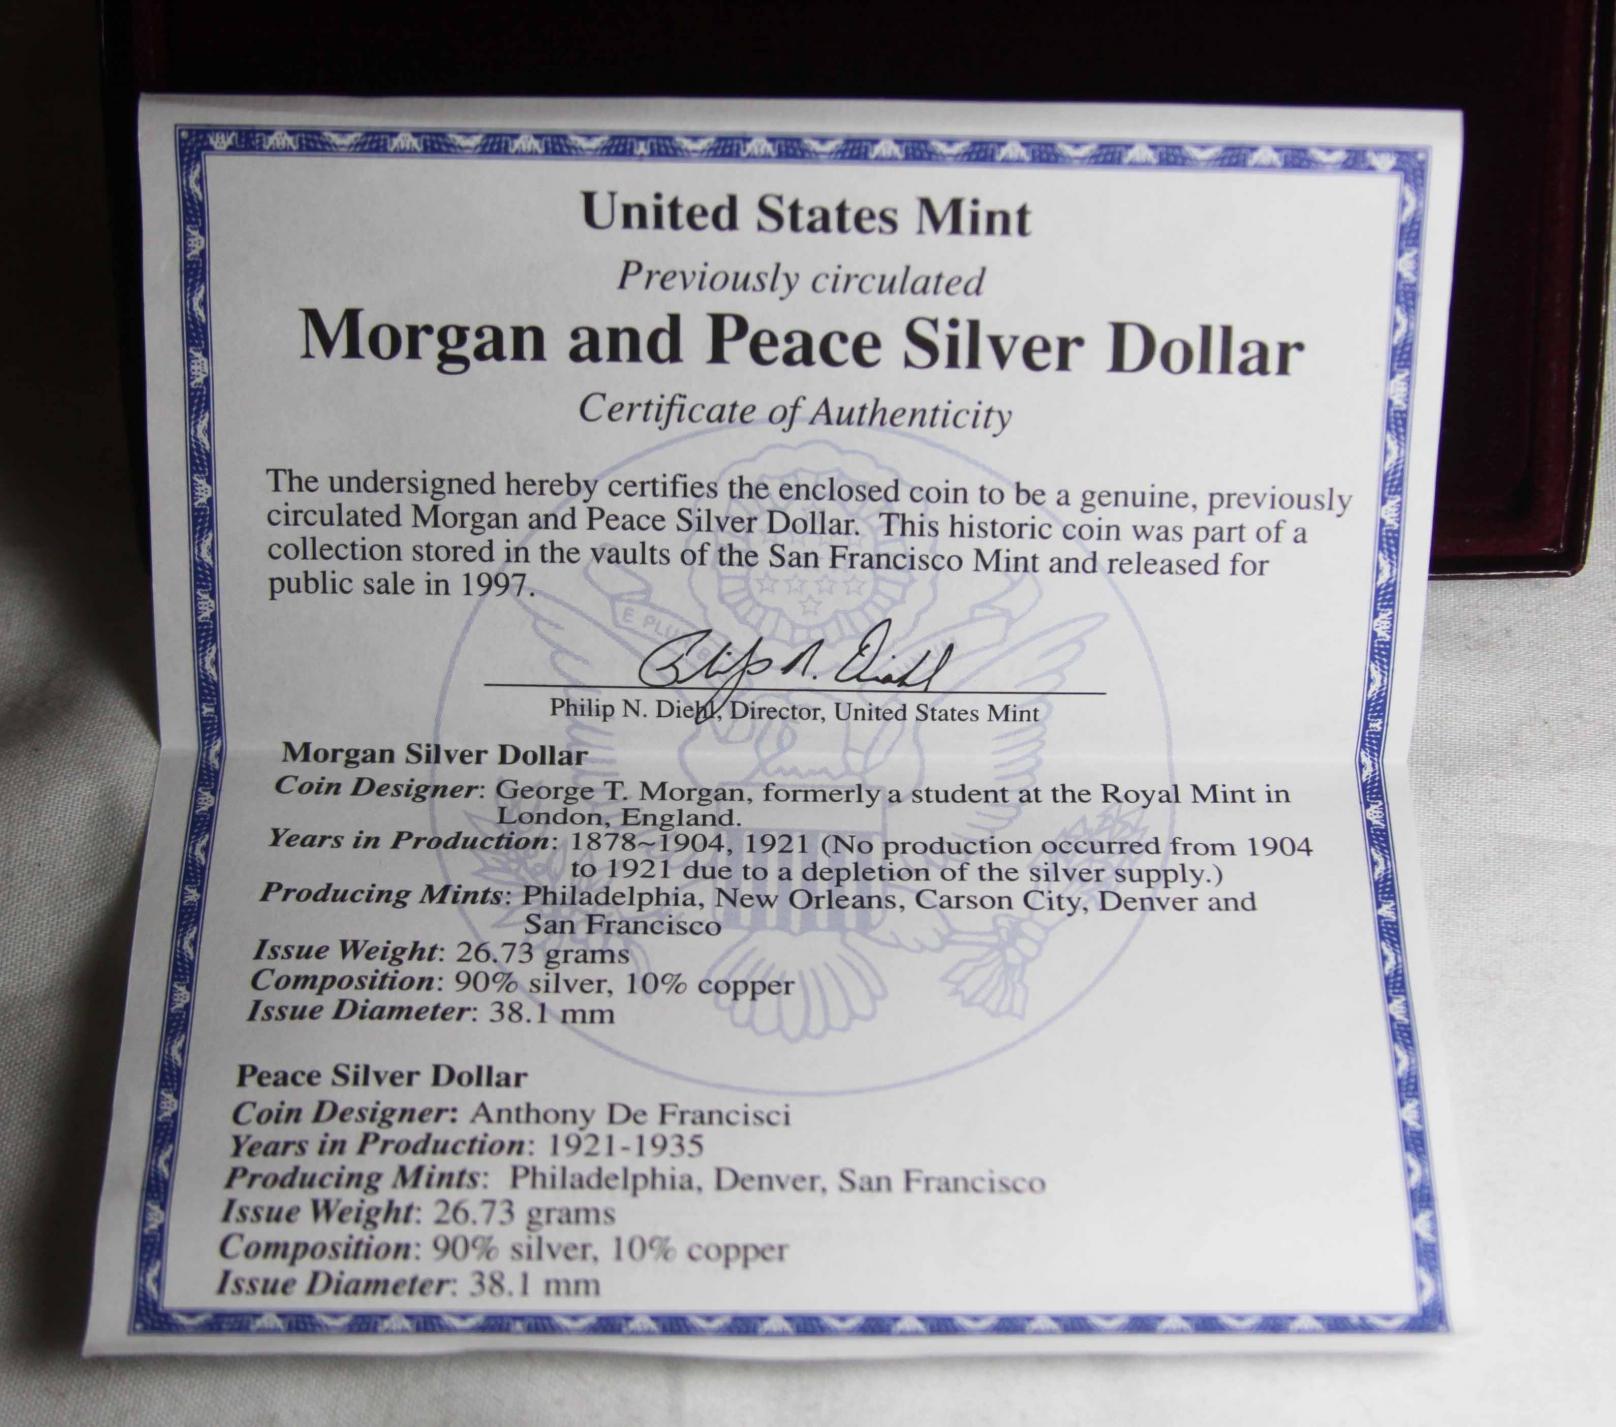 United States Mint
Previously circulated
Morgan and Peace Silver Dollar
Certificate of Authenticity
The undersigned hereby certifies the enclosed coin to be a genuine, previously
circulated Morgan and Peace Silver Dollar. This historic coin was part of a
collection stored in the vaults of the San Francisco Mint and released for
public sale in 1997.
E PLU
Philip N. Diehl
Philip N. Diehl, Director, United States Mint
Morgan Silver Dollar
Coin Designer: George T. Morgan, formerly a student at the Royal Mint in
London, England.
Years in Production: 1878~1904, 1921 (No production occurred from 1904
to 1921 due to a depletion of the silver supply.)
Producing Mints: Philadelphia, New Orleans, Carson City, Denver and
San Francisco
Issue Weight: 26.73 grams
Composition: 90% silver, 10% copper
Issue Diameter: 38.1 mm
Peace Silver Dollar
Coin Designer: Anthony De Francisci
Years in Production: 1921-1935
Producing Mints: Philadelphia, Denver, San Francisco
Issue Weight: 26.73 grams
Composition: 90% silver, 10% copper
Issue Diameter: 38.1 mm